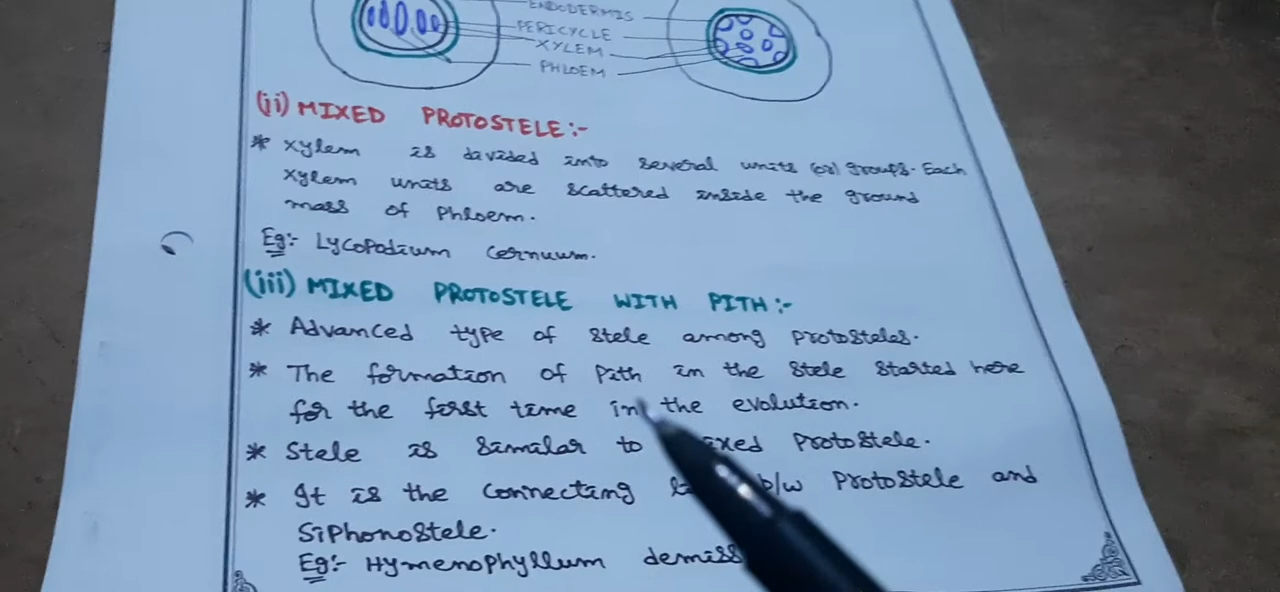 ENDODERMIS
PERICYCLE
XYLEM
PHLOEM
(ii) MIXED PROTOSTELE:-
* Xylem is divided into several units (or) groups. Each
Xylem units are scattered inside the ground
mass of Phloem.
Eg:- Lycopodium cernuum.
(iii) MIXED PROTOSTELE WITH PITH:-
* Advanced type of stele among protosteles.
* The formation of Pith in the stele started here
for the first time in the evolution.
* Stele is similar to Protostele.
* It is the connecting b/w Protostele and
Siphonostele.
Eg:- Hymenophyllum